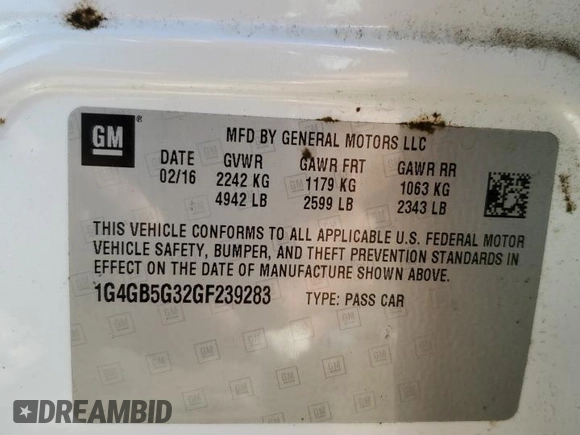 GM ®
MFD BY GENERAL MOTORS LLC
DATE GVWR GAWR FRT GAWR RR
02/16 2242 KG 1179 KG 1063 KG
4942 LB 2599 LB 2343 LB
THIS VEHICLE CONFORMS TO ALL APPLICABLE U.S. FEDERAL MOTOR
VEHICLE SAFETY, BUMPER, AND THEFT PREVENTION STANDARDS IN
EFFECT ON THE DATE OF MANUFACTURE SHOWN ABOVE.
1G4GB5G32GF239283 TYPE: PASS CAR
DREAMBID